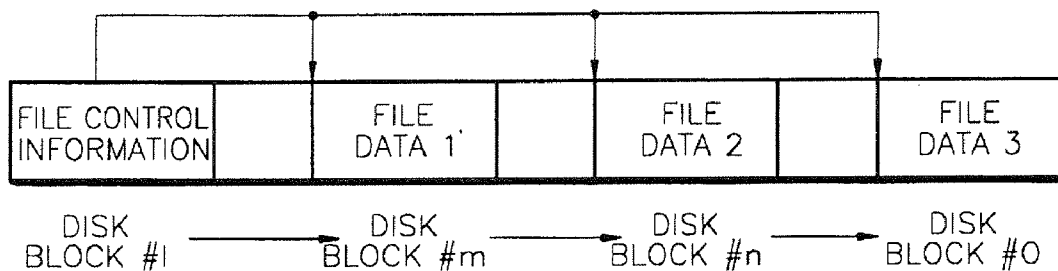 FILE CONTROL
INFORMATION
FILE
DATA 1
FILE
DATA 2
FILE
DATA 3
DISK
BLOCK #l
DISK
BLOCK #m
DISK
BLOCK #n
DISK
BLOCK #O